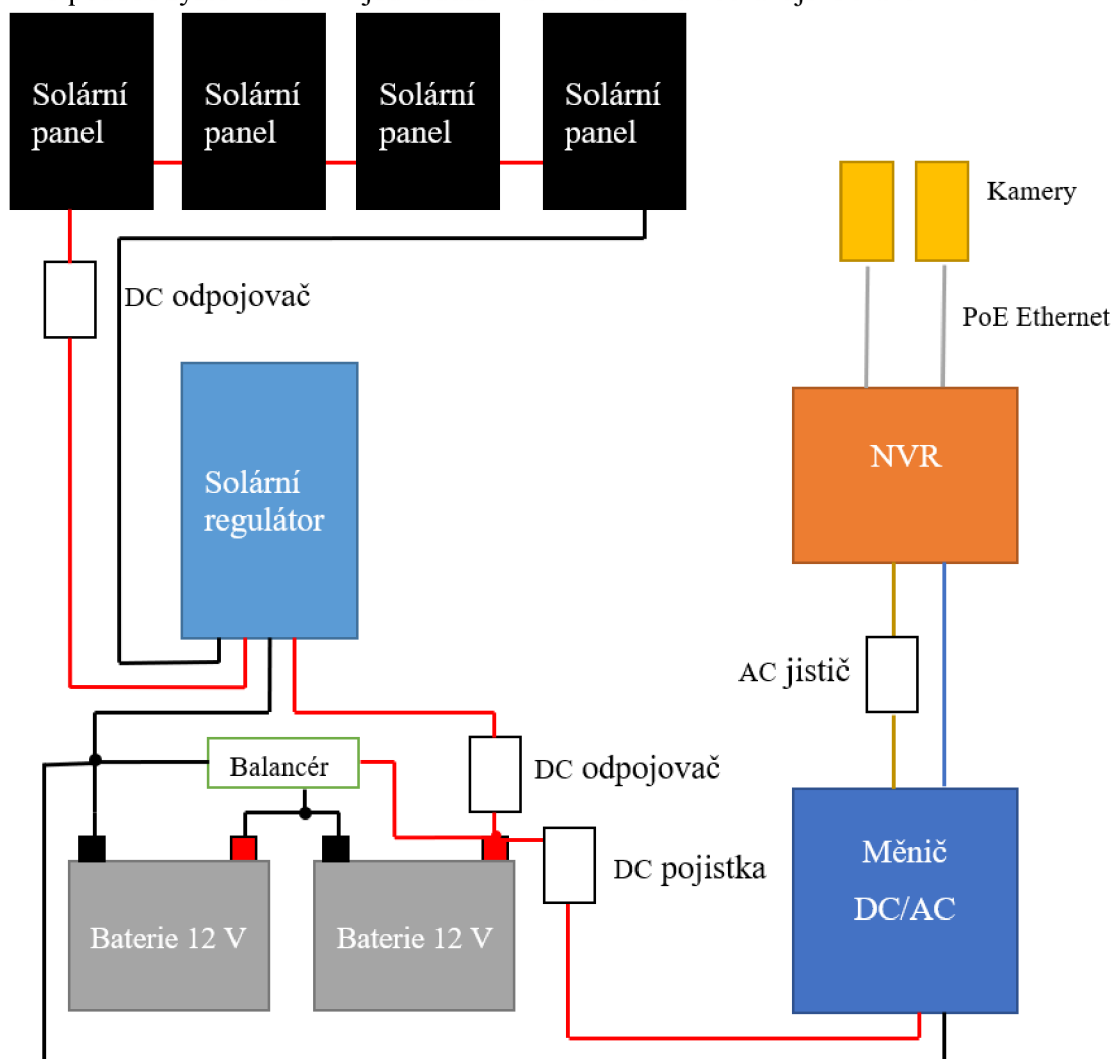 Solární
panel
Solární
panel
Solární
panel
Solární
panel
Kamery
DC odpojovač
PoE Ethernet
NVR
Solární
regulátor
AC jistič
Balancér
DC odpojovač
DC pojistka
Měnič
DC/AC
Baterie 12 V
Baterie 12 V